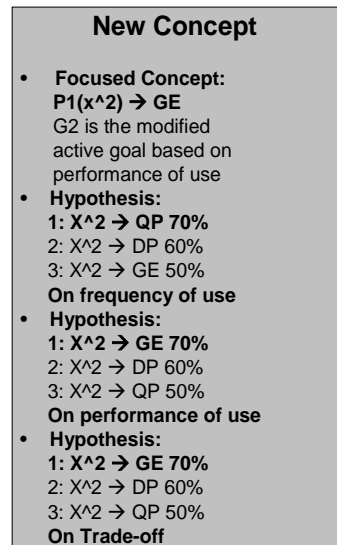 New Concept
• Focused Concept:
P1(x^2) → GE
G2 is the modified
active goal based on
performance of use
• Hypothesis:
1: X^2 → QP 70%
2: X^2 → DP 60%
3: X^2 → GE 50%
On frequency of use
• Hypothesis:
1: X^2 → GE 70%
2: X^2 → DP 60%
3: X^2 → QP 50%
On performance of use
• Hypothesis:
1: X^2 → GE 70%
2: X^2 → DP 60%
3: X^2 → QP 50%
On Trade-off